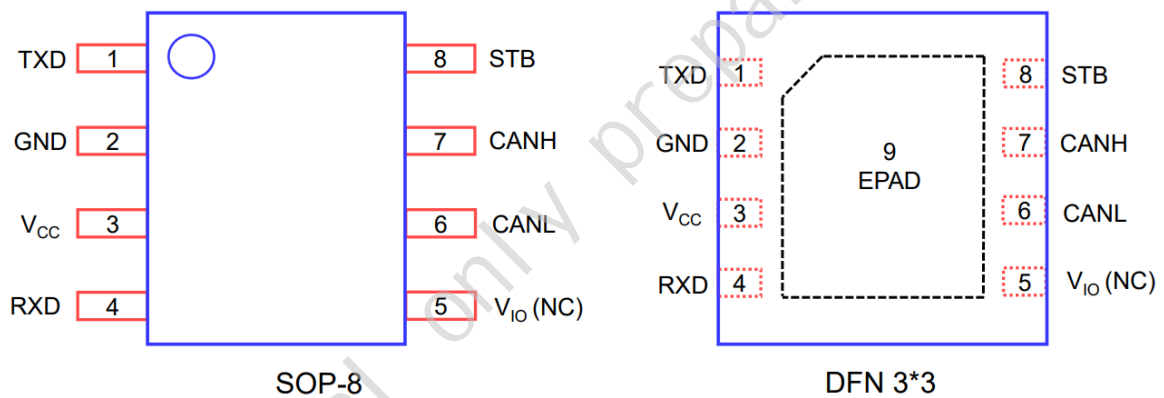 TXD 1 8 STB
GND 2 7 CANH
VCC 3 6 CANL
RXD 4 5 VIO (NC)
SOP-8
TXD 1 8 STB
GND 2 7 CANH
9
EPAD
VCC 3 6 CANL
RXD 4 5 VIO (NC)
DFN 3*3
only prepa